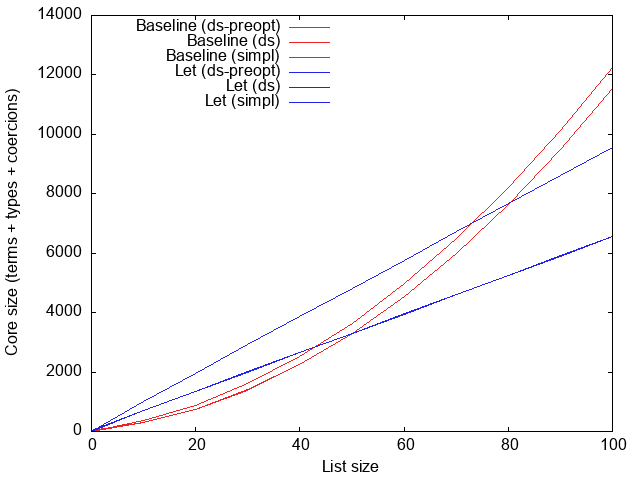 14000
12000
10000
8000
6000
4000
2000
0
Core size (terms + types + coercions)
Baseline (ds-preopt)
Baseline (ds)
Baseline (simpl)
Let (ds-preopt)
Let (ds)
Let (simpl)
0 20 40 60 80 100
List size